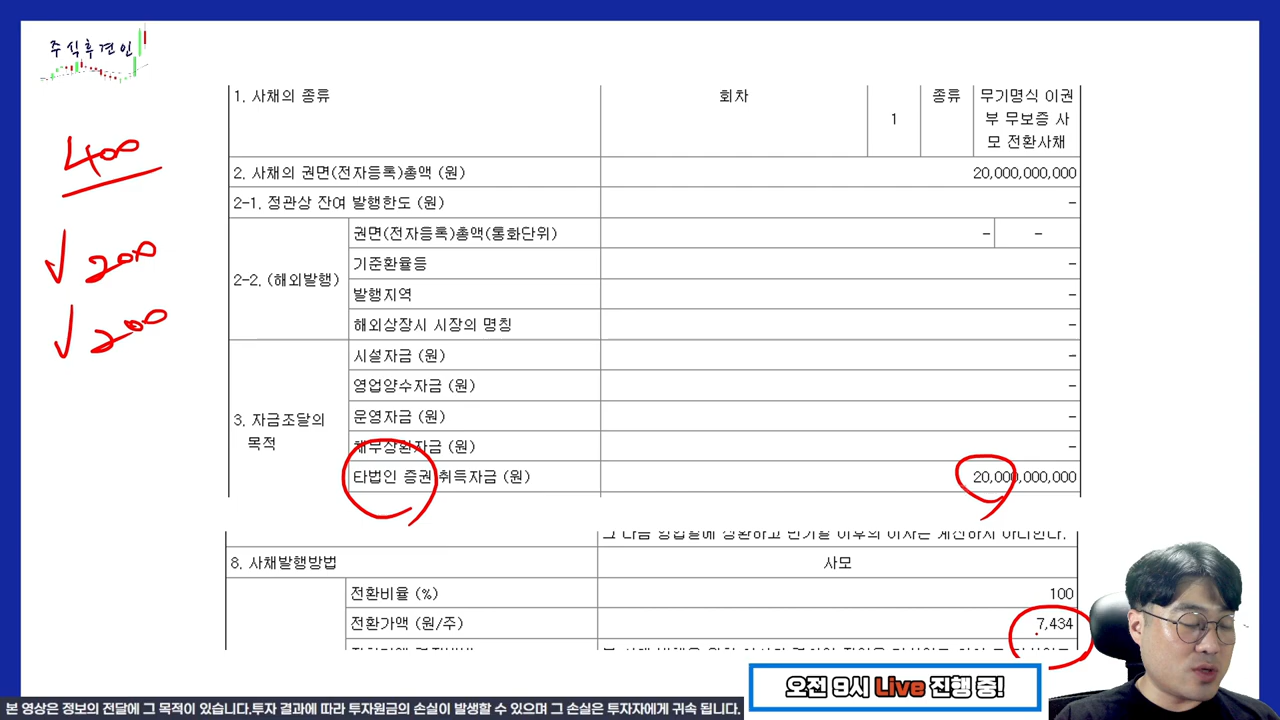 주식후견인
400
√ 200
√ 200
1. 사채의 종류 회차 1 종류 무기명식 이권
부 무보증 사
모 전환사채
2. 사채의 권면(전자등록)총액 (원) 20,000,000,000
2-1. 정관상 잔여 발행한도 (원) -
2-2. (해외발행) 권면(전자등록)총액(통화단위) - -
기준환율등 -
발행지역 -
해외상장시 시장의 명칭 -
3. 자금조달의 목적 시설자금 (원) -
영업양수자금 (원) -
운영자금 (원) -
채무상환자금 (원) -
타법인 증권 취득자금 (원) 20,000,000,000
8. 사채발행방법 사모
전환비율 (%) 100
전환가액 (원/주) 7,434
오전 9시 Live 진행 중!
본 영상은 정보의 전달에 그 목적이 있습니다.투자 결과에 따라 투자원금의 손실이 발생할 수 있으며 그 손실은 투자자에게 귀속 됩니다.